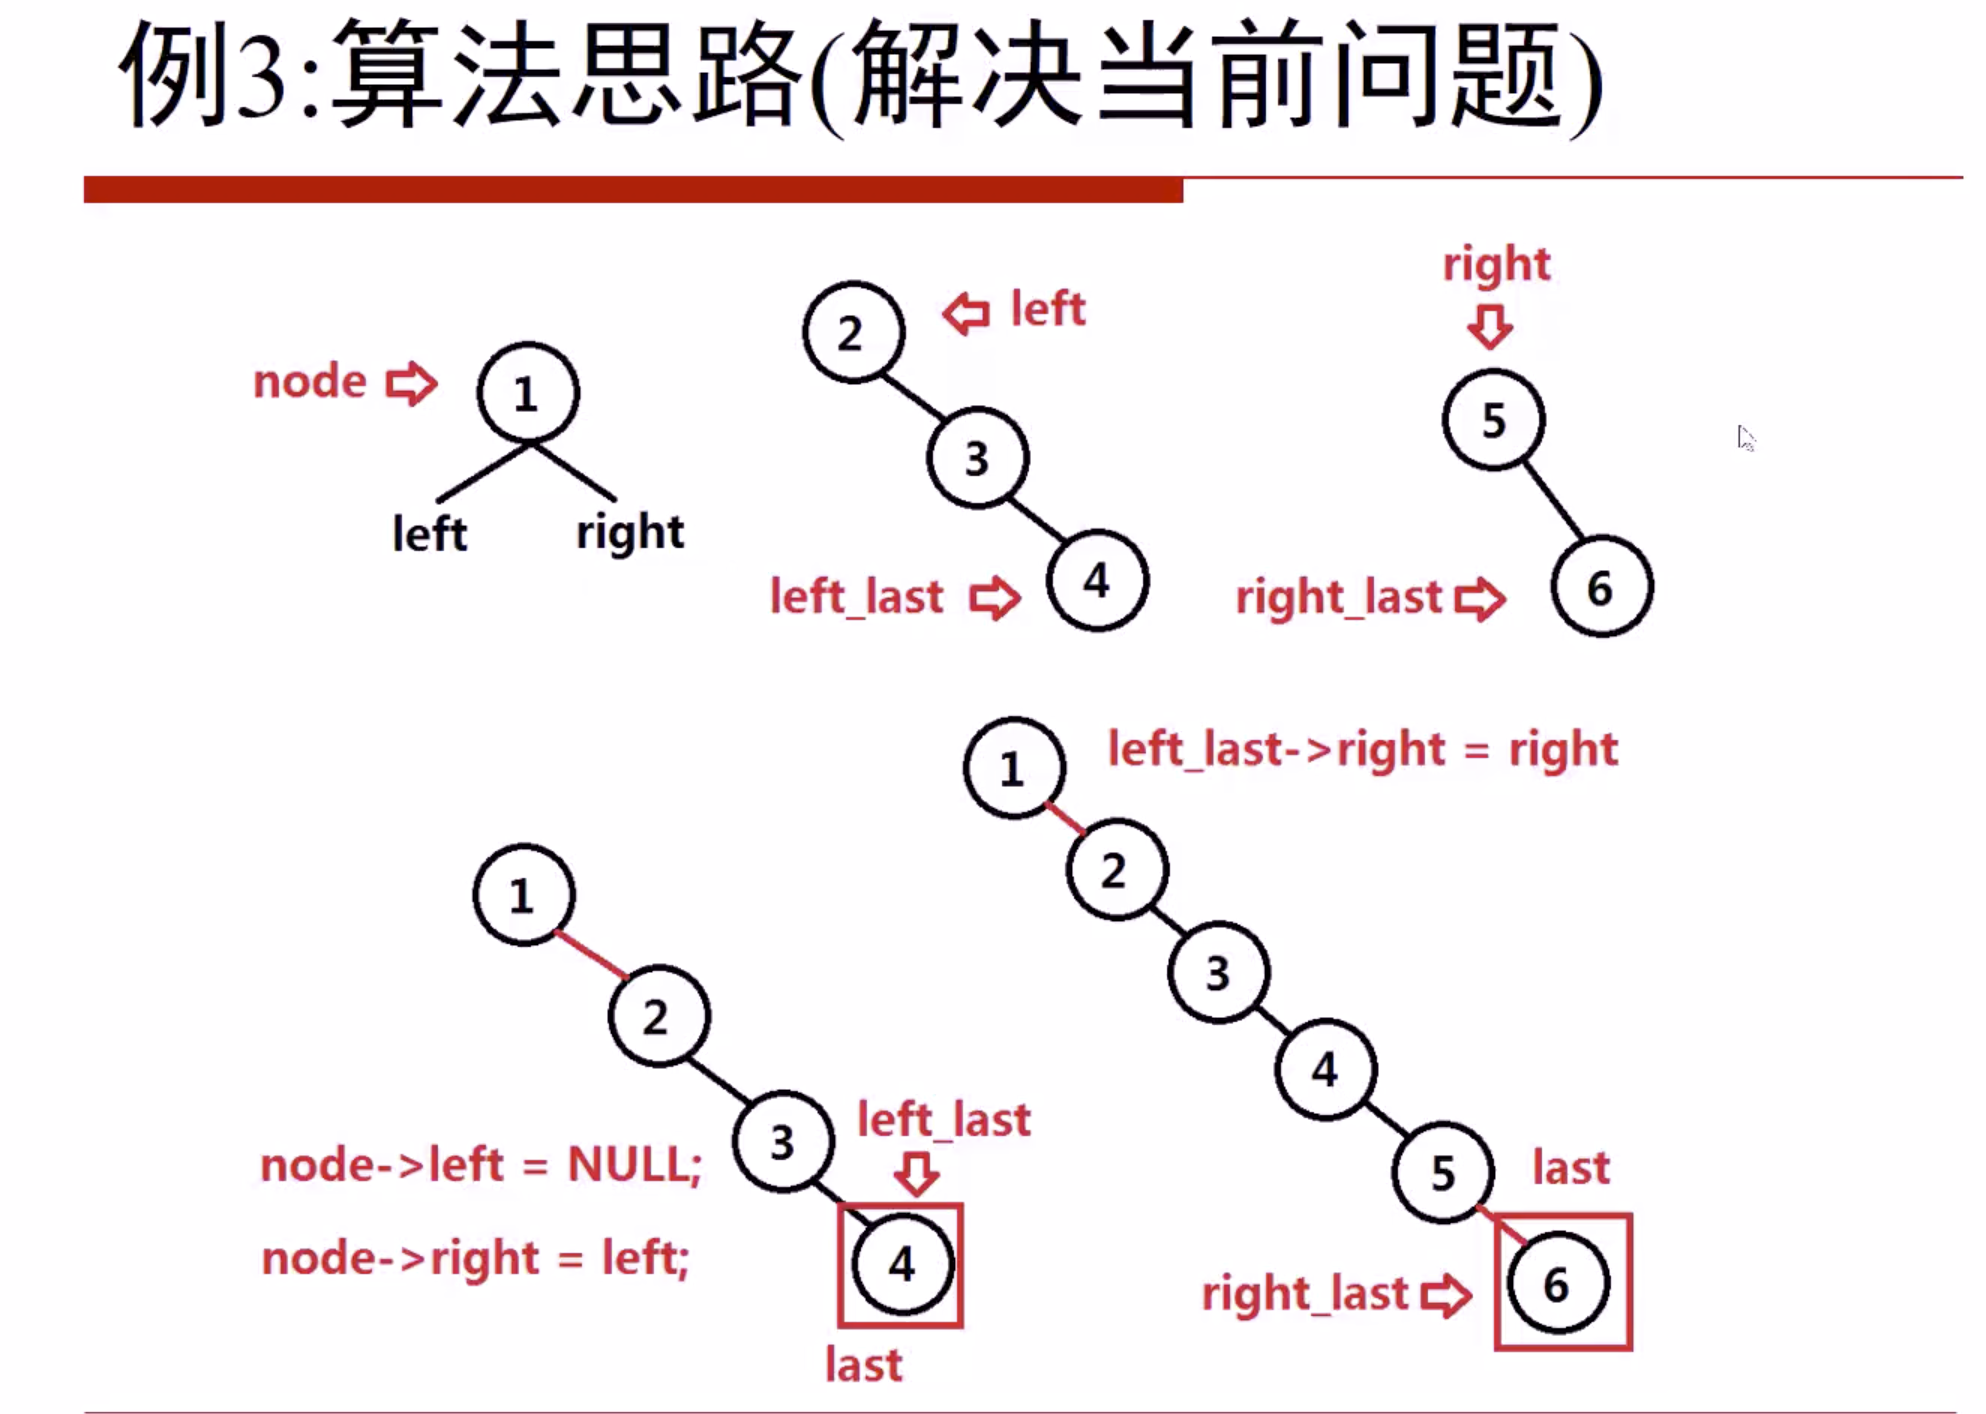 例3:算法思路(解决当前问题)
node
1
left
right
2
left
3
left_last
4
right
5
right_last
6
1
2
3
left_last
4
last
node->left = NULL;
node->right = left;
left_last->right = right
1
2
3
4
5
last
right_last
6